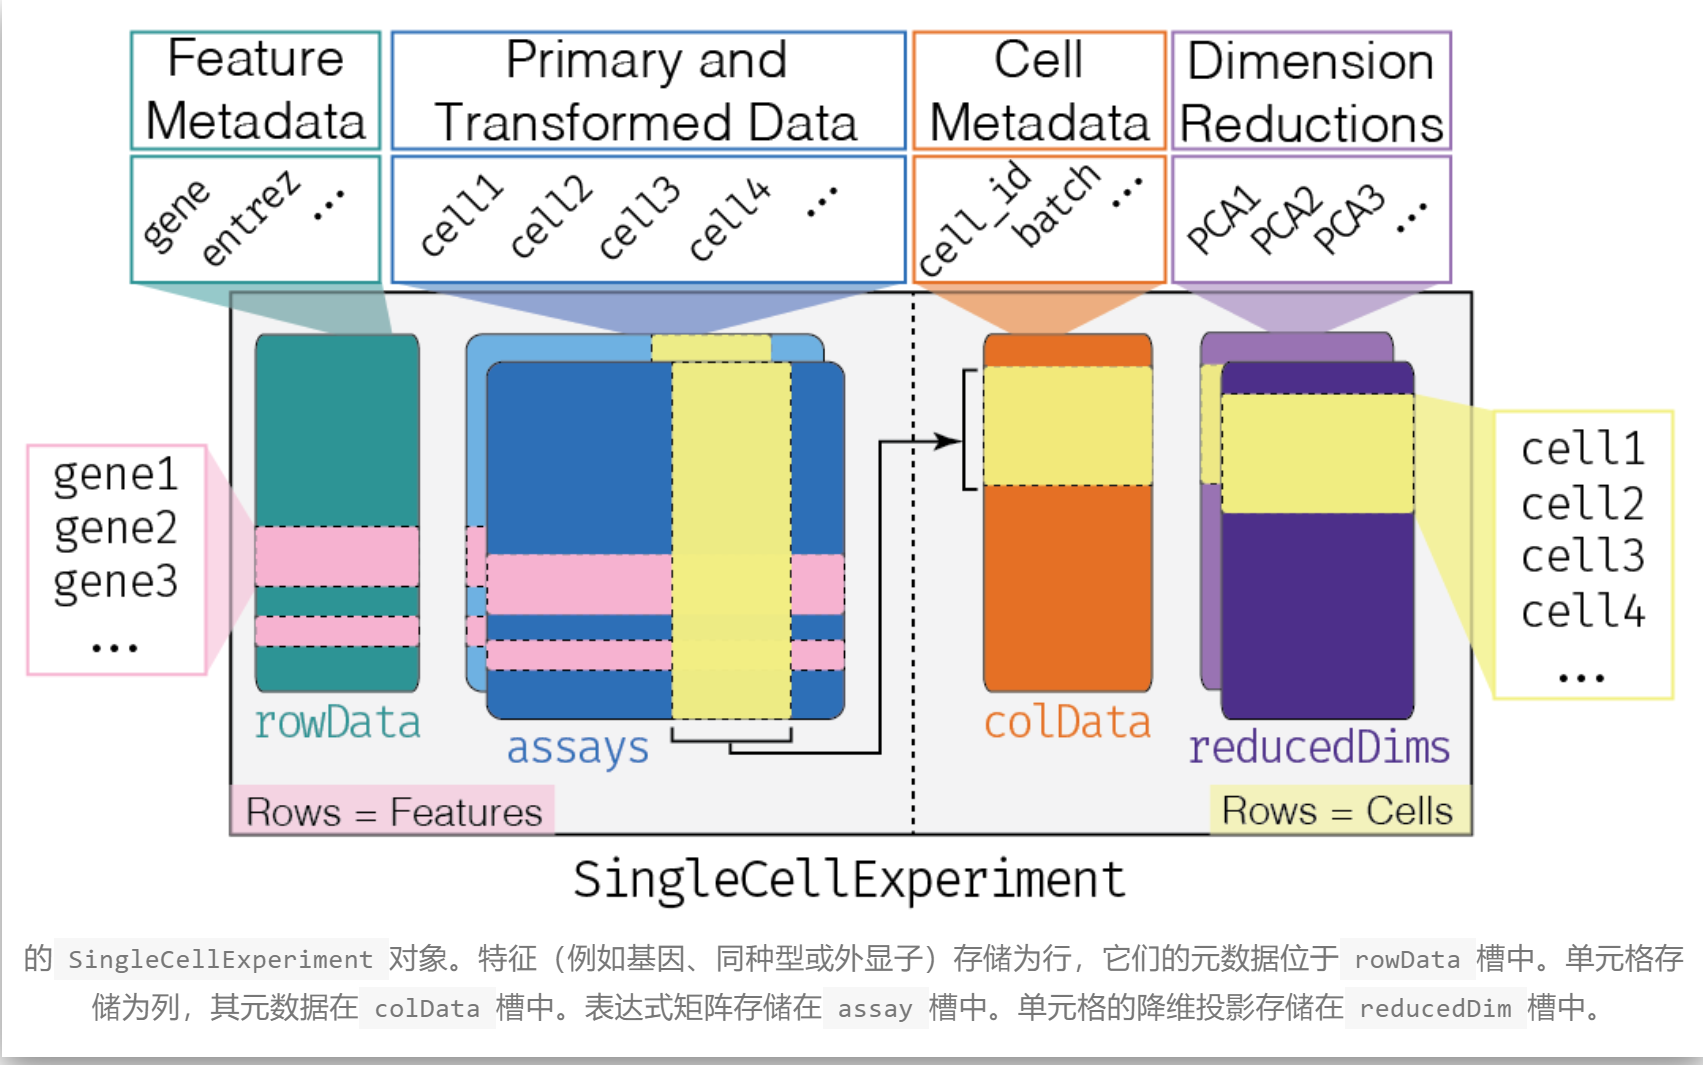 Feature
Metadata
Primary and
Transformed Data
Cell
Metadata
Dimension
Reductions
gene
entrez
...
cell1
cell2
cell3
cell4
...
cell_id
batch
...
PCA1
PCA2
PCA3
...
gene1
gene2
gene3
...
cell1
cell2
cell3
cell4
...
rowData
assays
colData
reducedDims
Rows = Features
Rows = Cells
SingleCellExperiment
的 SingleCellExperiment 对象。特征（例如基因、同种型或外显子）存储为行，它们的元数据位于 rowData 槽中。单元格存
储为列，其元数据在 colData 槽中。表达式矩阵存储在 assay 槽中。单元格的降维投影存储在 reducedDim 槽中。